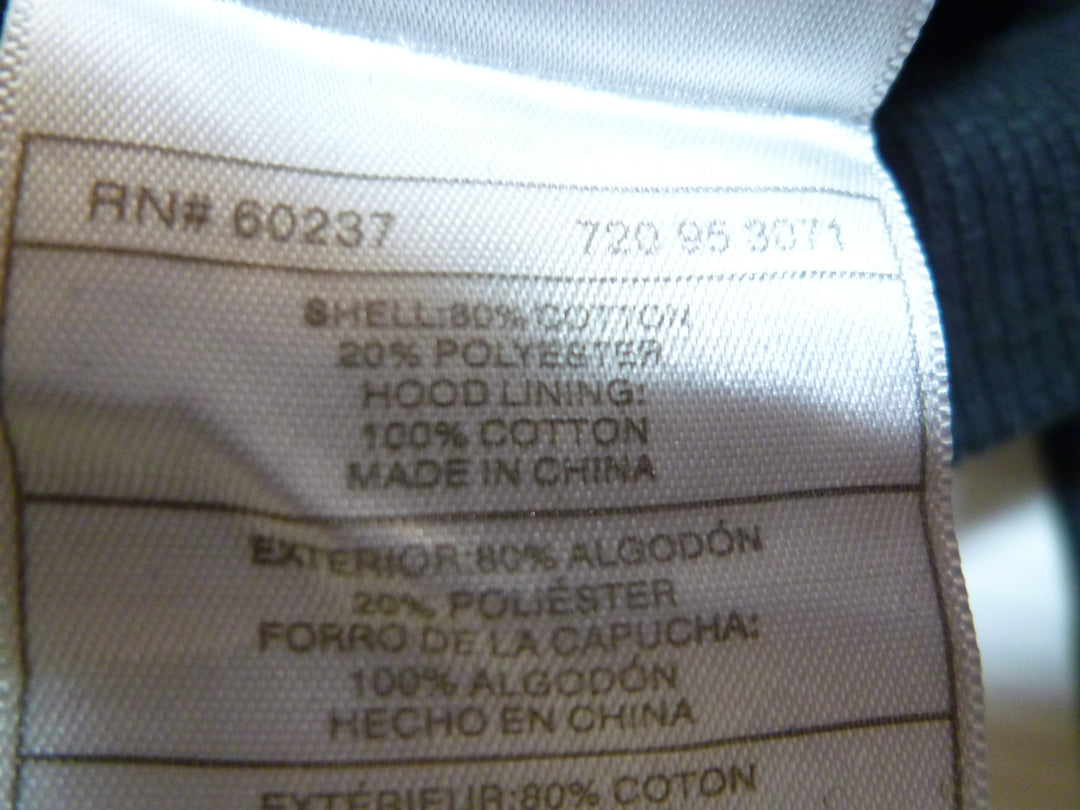 RN# 60237 720 95 3071
SHELL:80% COTTON
20% POLYESTER
HOOD LINING:
100% COTTON
MADE IN CHINA
EXTERIOR:80% ALGODÓN
20% POLIÉSTER
FORRO DE LA CAPUCHA:
100% ALGODÓN
HECHO EN CHINA
EXTÉRIEUR:80% COTON